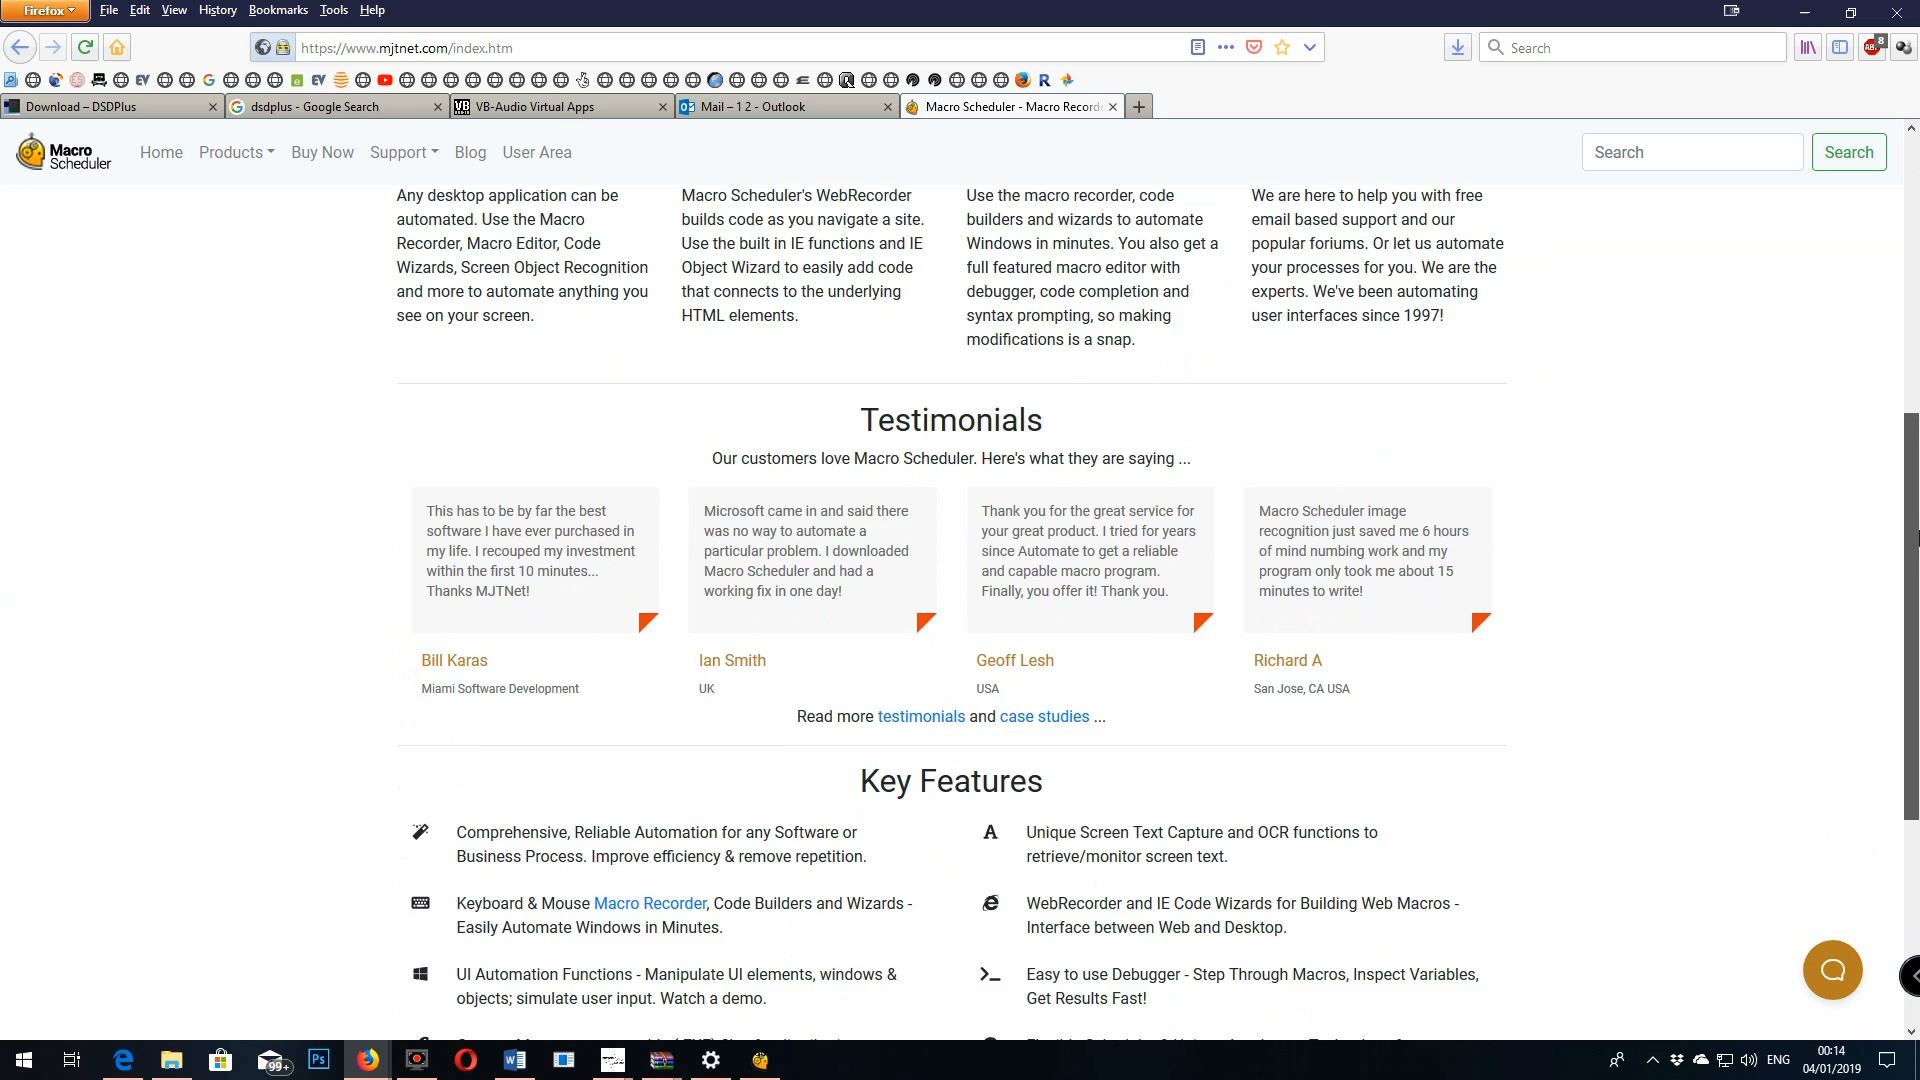 Firefox
File Edit View History Bookmarks Tools Help
https://www.mjtnet.com/index.htm
Search
8
Download – DSDPlus
dsdplus - Google Search
VB-Audio Virtual Apps
Mail – 1 2 - Outlook
Macro Scheduler - Macro Recorde
Macro
Scheduler
Home Products Buy Now Support Blog User Area
Search
Search
Any desktop application can be
automated. Use the Macro
Recorder, Macro Editor, Code
Wizards, Screen Object Recognition
and more to automate anything you
see on your screen.
Macro Scheduler's WebRecorder
builds code as you navigate a site.
Use the built in IE functions and IE
Object Wizard to easily add code
that connects to the underlying
HTML elements.
Use the macro recorder, code
builders and wizards to automate
Windows in minutes. You also get a
full featured macro editor with
debugger, code completion and
syntax prompting, so making
modifications is a snap.
We are here to help you with free
email based support and our
popular foriums. Or let us automate
your processes for you. We are the
experts. We've been automating
user interfaces since 1997!
Testimonials
Our customers love Macro Scheduler. Here's what they are saying ...
This has to be by far the best
software I have ever purchased in
my life. I recouped my investment
within the first 10 minutes...
Thanks MJTNet!
Bill Karas
Miami Software Development
Microsoft came in and said there
was no way to automate a
particular problem. I downloaded
Macro Scheduler and had a
working fix in one day!
Ian Smith
UK
Thank you for the great service for
your great product. I tried for years
since Automate to get a reliable
and capable macro program.
Finally, you offer it! Thank you.
Geoff Lesh
USA
Macro Scheduler image
recognition just saved me 6 hours
of mind numbing work and my
program only took me about 15
minutes to write!
Richard A
San Jose, CA USA
Read more testimonials and case studies ...
Key Features
Comprehensive, Reliable Automation for any Software or
Business Process. Improve efficiency & remove repetition.
Unique Screen Text Capture and OCR functions to
retrieve/monitor screen text.
Keyboard & Mouse Macro Recorder, Code Builders and Wizards -
Easily Automate Windows in Minutes.
WebRecorder and IE Code Wizards for Building Web Macros -
Interface between Web and Desktop.
UI Automation Functions - Manipulate UI elements, windows &
objects; simulate user input. Watch a demo.
Easy to use Debugger - Step Through Macros, Inspect Variables,
Get Results Fast!
99+
Ps
ENG
00:14
04/01/2019